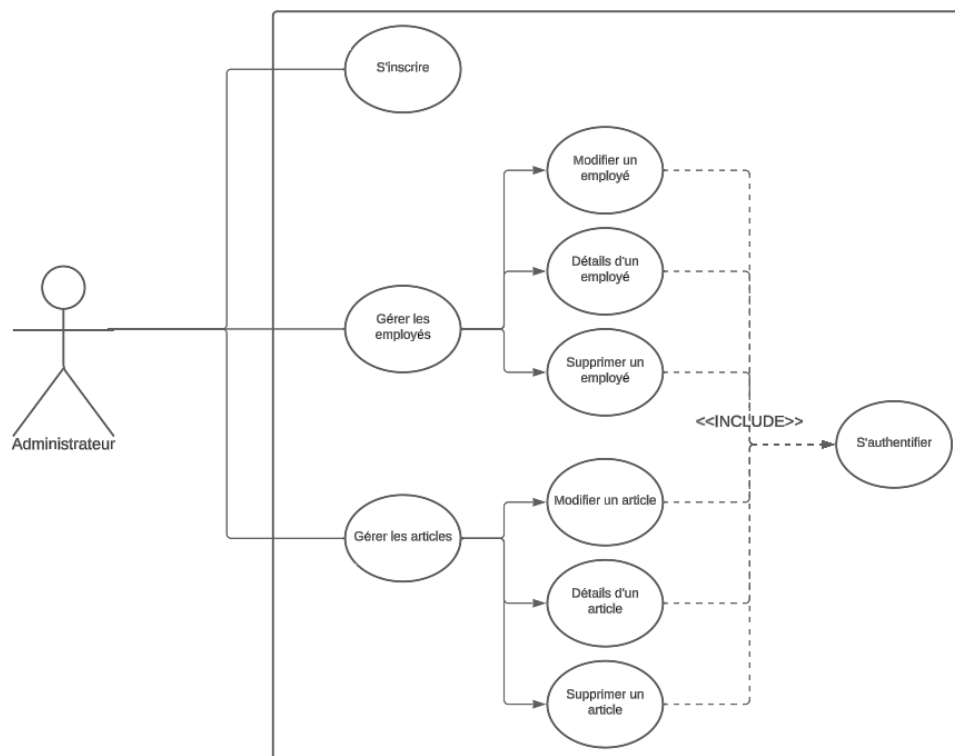 S'inscrire
Modifier un
employé
Détails d'un
employé
Gérer les
employés
Supprimer un
employé
Administrateur
<<INCLUDE>>
S'authentifier
Modifier un article
Gérer les articles
Détails d'un
article
Supprimer un
article